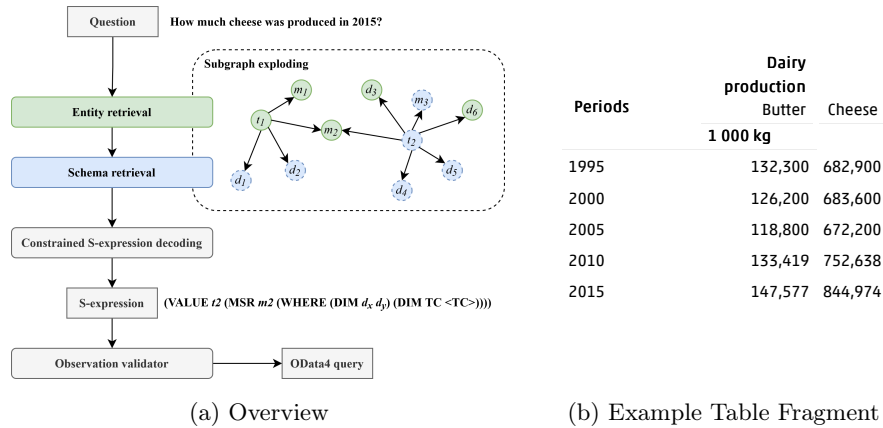 Question
How much cheese was produced in 2015?
Subgraph exploding
m1
d3
m3
d6
t1
m2
t2
d1
d2
d4
d5
Entity retrieval
Schema retrieval
Constrained S-expression decoding
S-expression
(VALUE t2 (MSR m2 (WHERE (DIM dx dy) (DIM TC <TC>))))
Observation validator
OData4 query
(a) Overview
Dairy
production
Periods
Butter Cheese
1 000 kg
1995 132,300 682,900
2000 126,200 683,600
2005 118,800 672,200
2010 133,419 752,638
2015 147,577 844,974
(b) Example Table Fragment